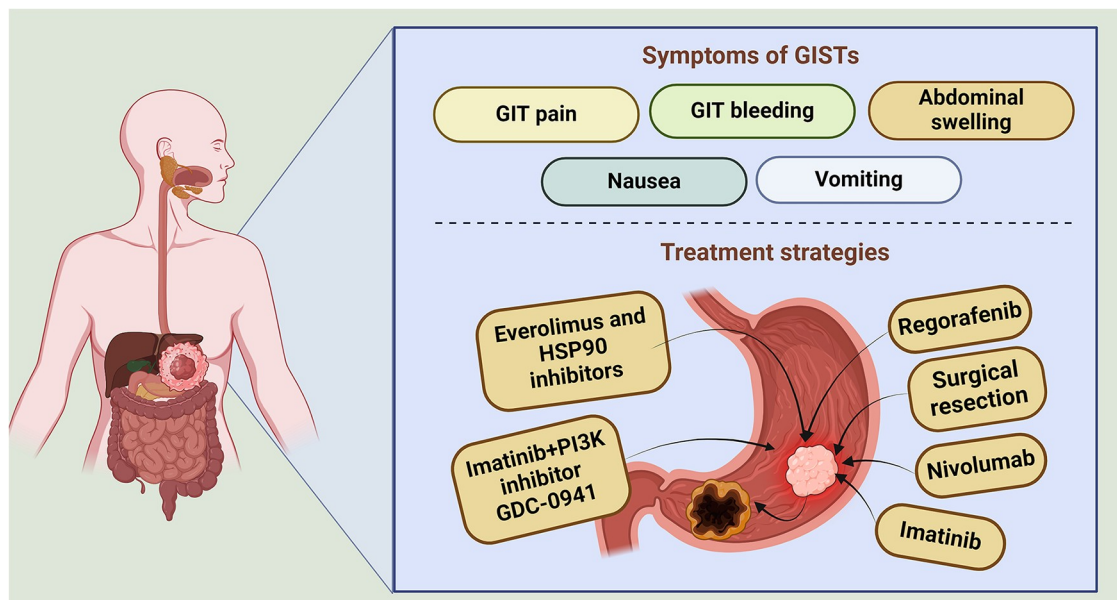 Symptoms of GISTs
GIT pain
GIT bleeding
Abdominal
swelling
Nausea
Vomiting
Treatment strategies
Everolimus and
HSP90
inhibitors
Imatinib+PI3K
inhibitor
GDC-0941
Regorafenib
Surgical
resection
Nivolumab
Imatinib